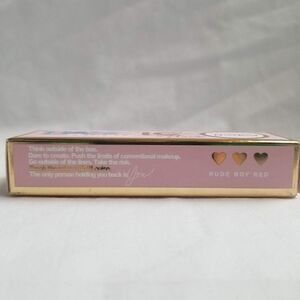 Think outside of the box.
Dare to create. Push the limits of conventional makeup.
Go outside of the lines. Take the risk.
The only person holding you back is You
NUDE BOY RED